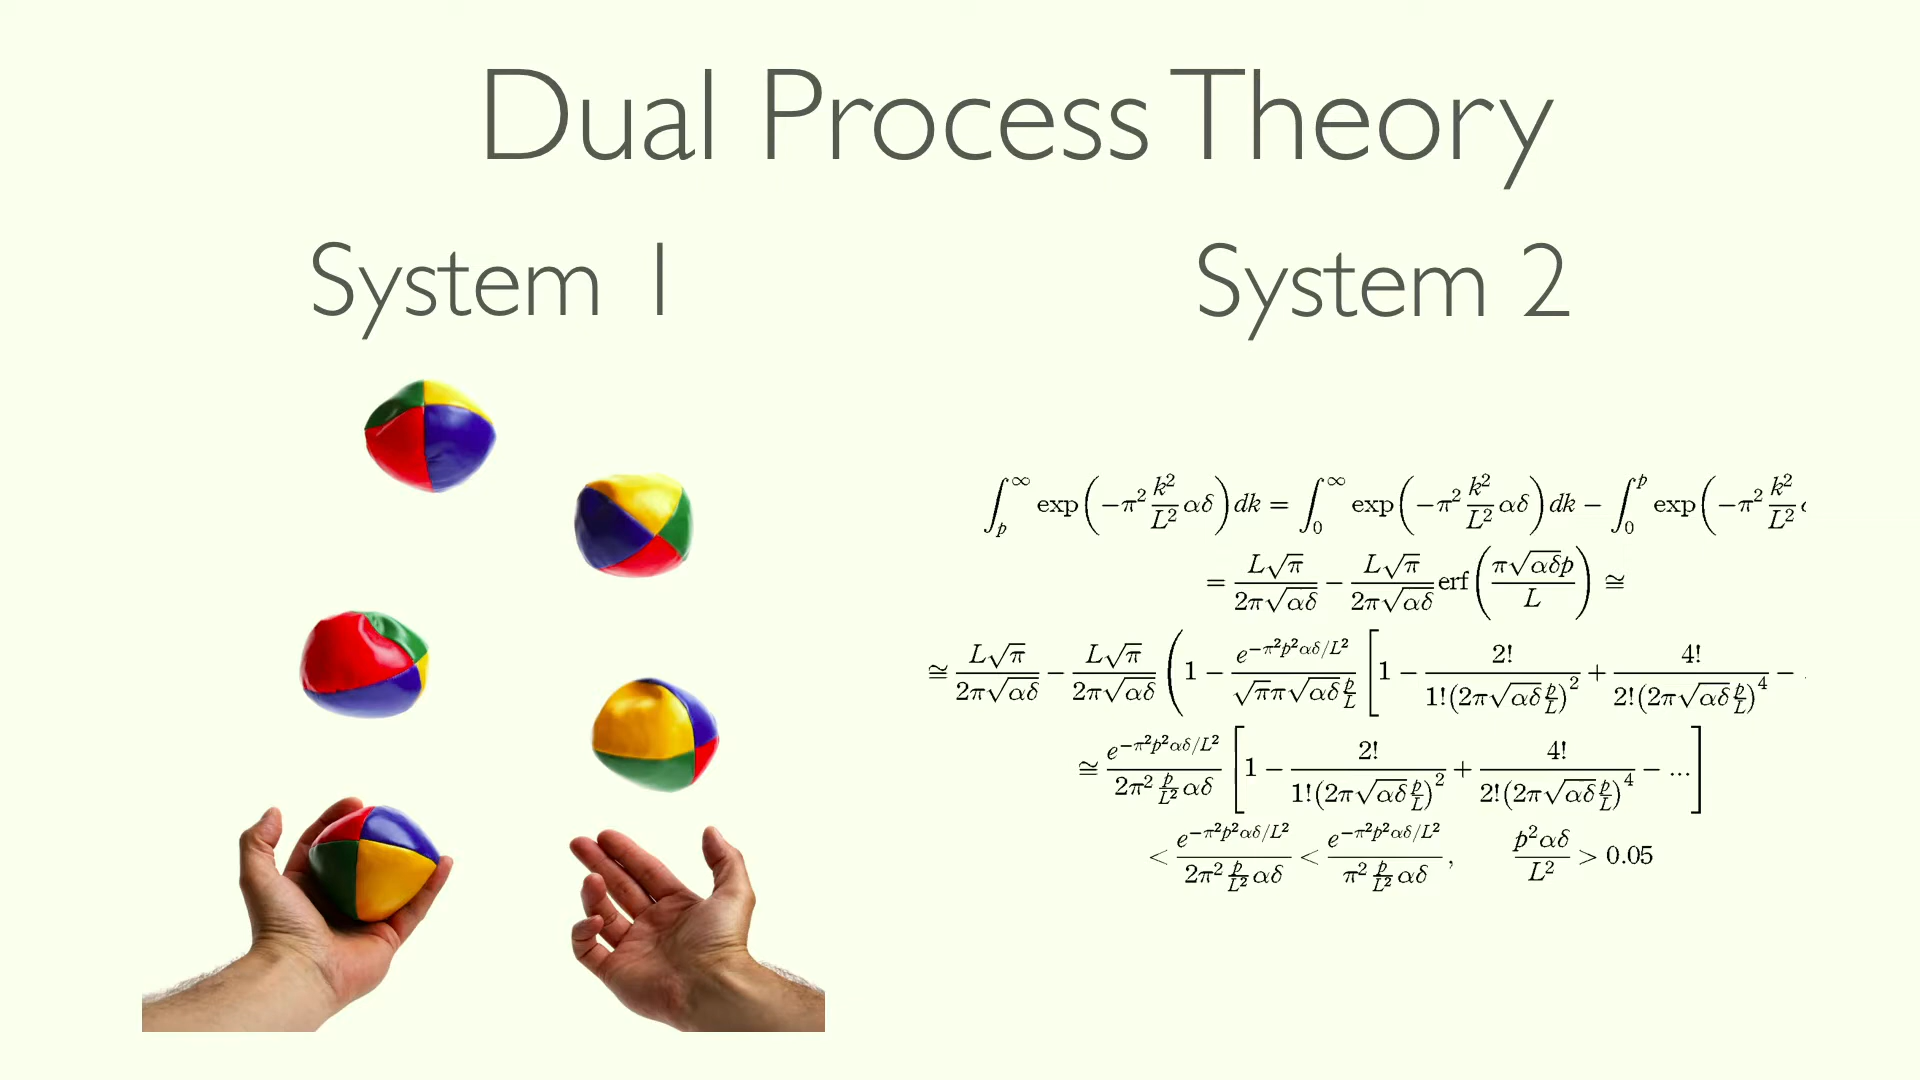 Dual Process Theory
System 1
System 2
∫_p^∞ exp(−π² k²/L² αδ) dk = ∫_0^∞ exp(−π² k²/L² αδ) dk − ∫_0^p exp(−π² k²/L²
= L√π/2π√αδ − L√π/2π√αδ erf(π√αδp/L) ≅
≅ L√π/2π√αδ − L√π/2π√αδ (1 − e^{−π²p²αδ/L²}/√ππ√αδ p/L [1 − 2!/1!(2π√αδ p/L)² + 4!/2!(2π√αδ p/L)⁴ −
≅ e^{−π²p²αδ/L²}/2π² p/L² αδ [1 − 2!/1!(2π√αδ p/L)² + 4!/2!(2π√αδ p/L)⁴ − ...]
< e^{−π²p²αδ/L²}/2π² p/L² αδ < e^{−π²p²αδ/L²}/π² p/L² αδ, p²αδ/L² > 0.05